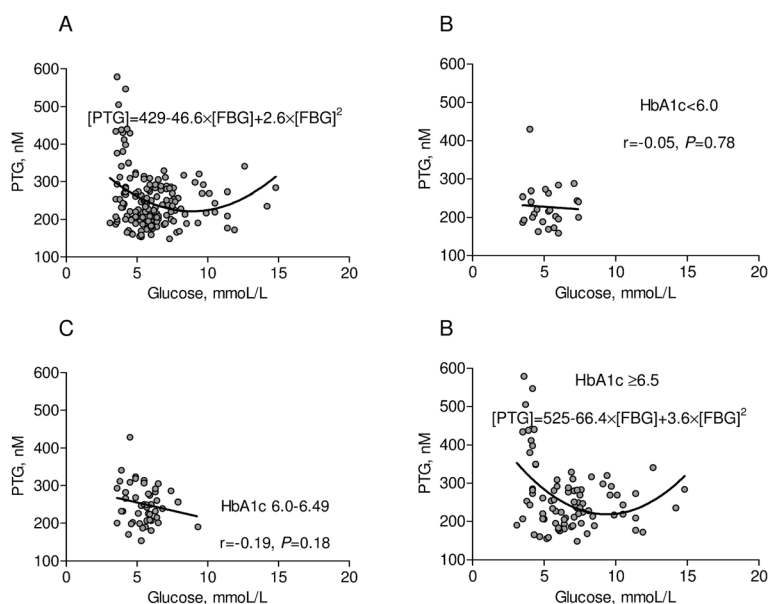 A
600
500
400
300
200
100
0
5
10
15
20
PTG, nM
Glucose, mmoL/L
[PTG]=429-46.6×[FBG]+2.6×[FBG]²
B
600
500
400
300
200
100
0
5
10
15
20
PTG, nM
Glucose, mmoL/L
HbA1c<6.0
r=-0.05, P=0.78
C
600
500
400
300
200
100
0
5
10
15
20
PTG, nM
Glucose, mmoL/L
HbA1c 6.0-6.49
r=-0.19, P=0.18
B
600
500
400
300
200
100
0
5
10
15
20
PTG, nM
Glucose, mmoL/L
HbA1c ≥6.5
[PTG]=525-66.4×[FBG]+3.6×[FBG]²